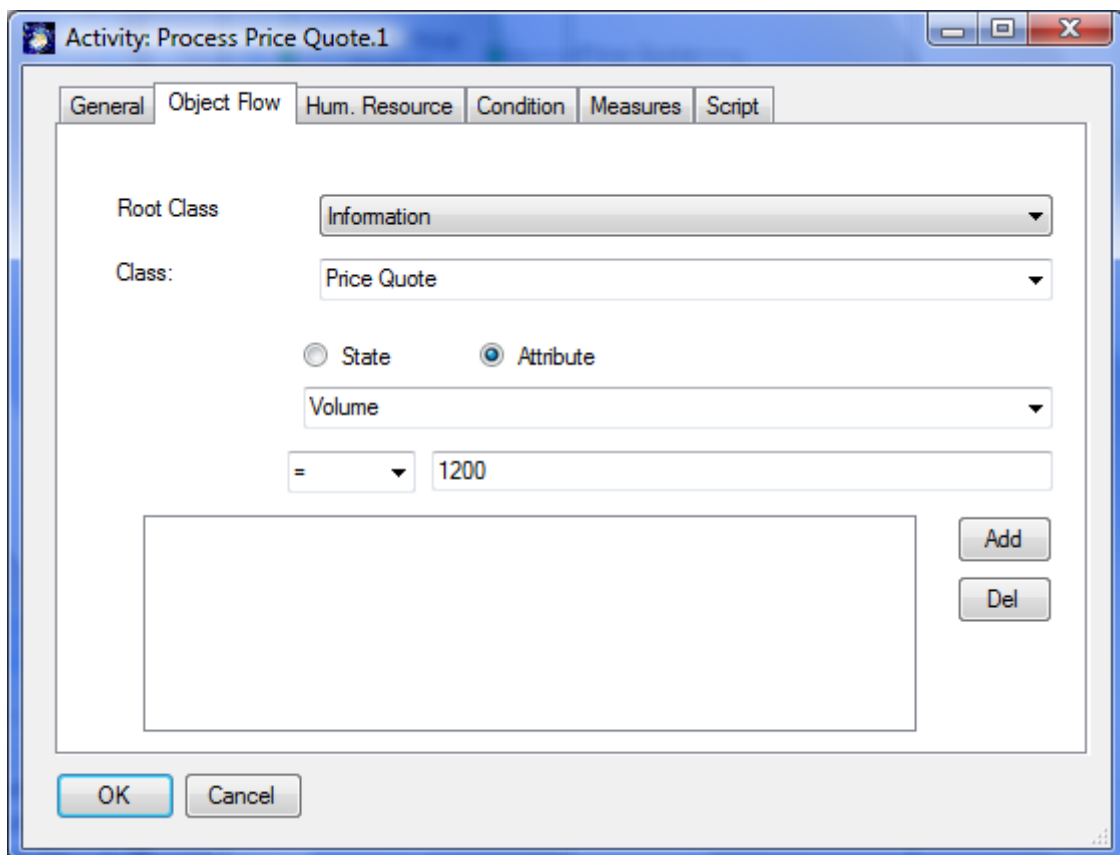 Activity: Process Price Quote.1
General Object Flow Hum. Resource Condition Measures Script
Root Class Information
Class: Price Quote
State Attribute
Volume
= 1200
Add
Del
OK Cancel